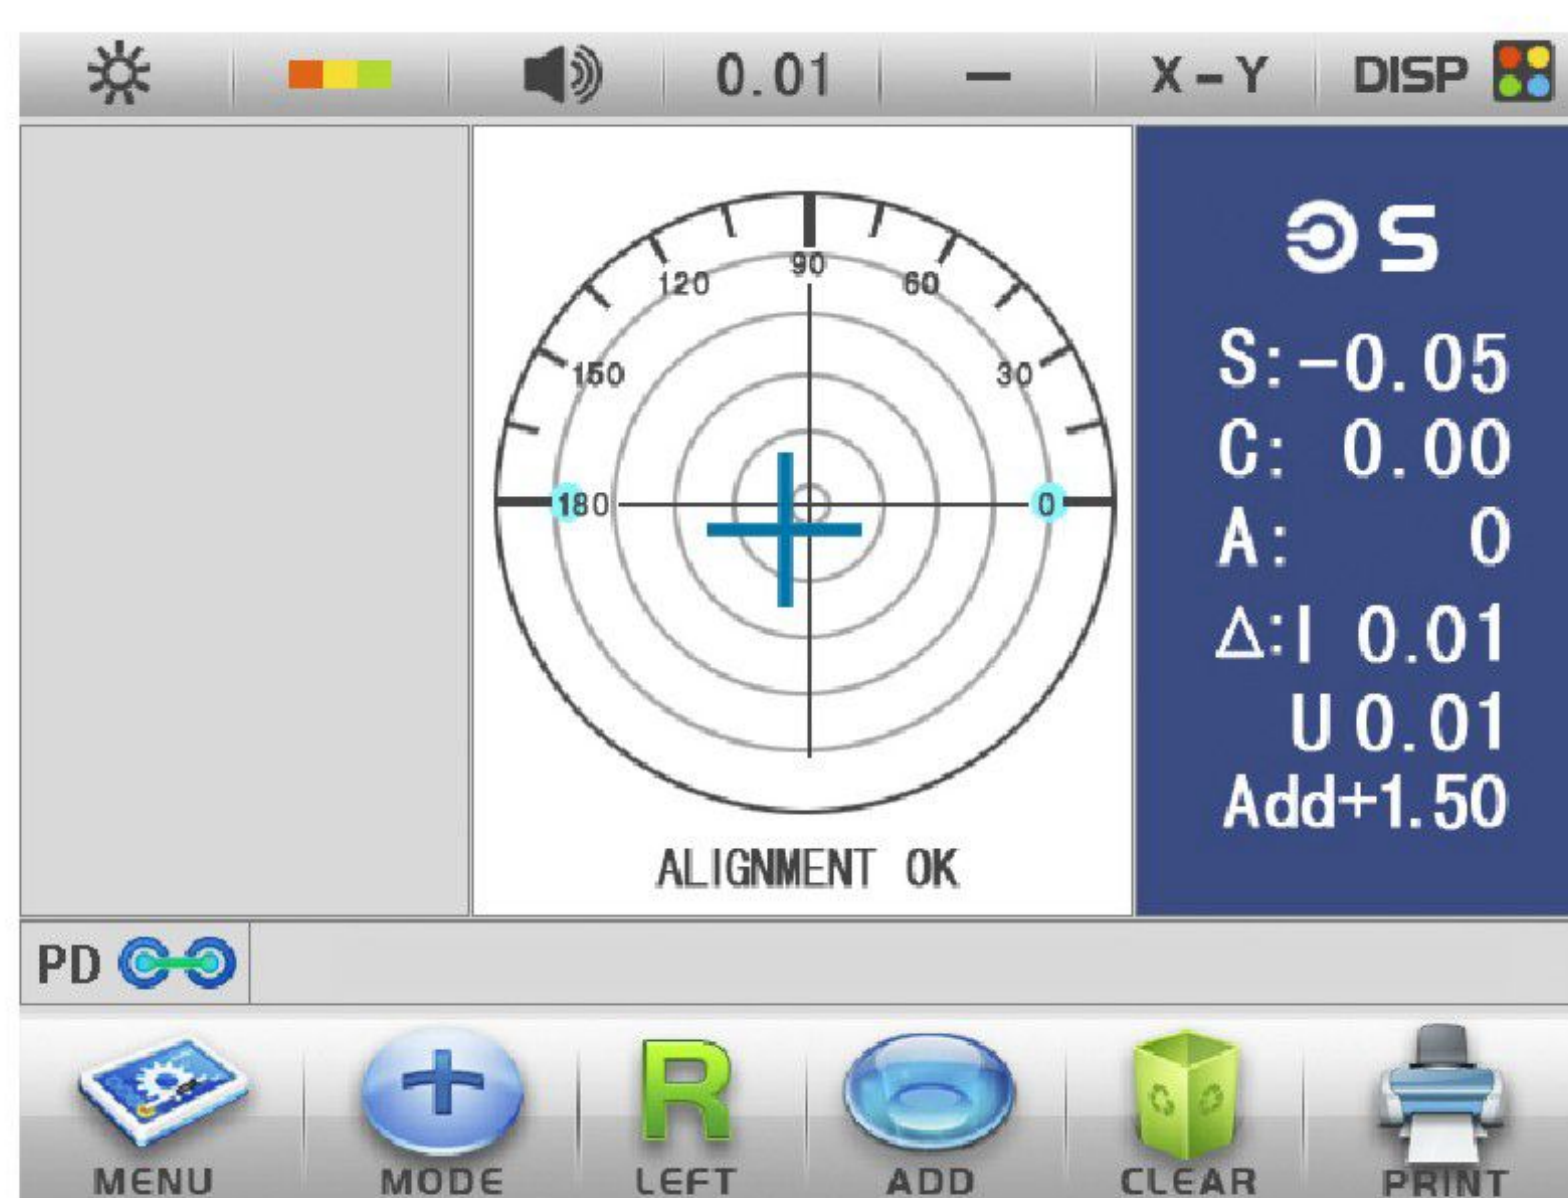 0.01 — X-Y DISP
90
120 60
150 30
180 0
ALIGNMENT OK
OS
S:-0.05
C: 0.00
A: 0
Δ:I 0.01
U 0.01
Add+1.50
PD
R
MENU MODE LEFT ADD CLEAR PRINT